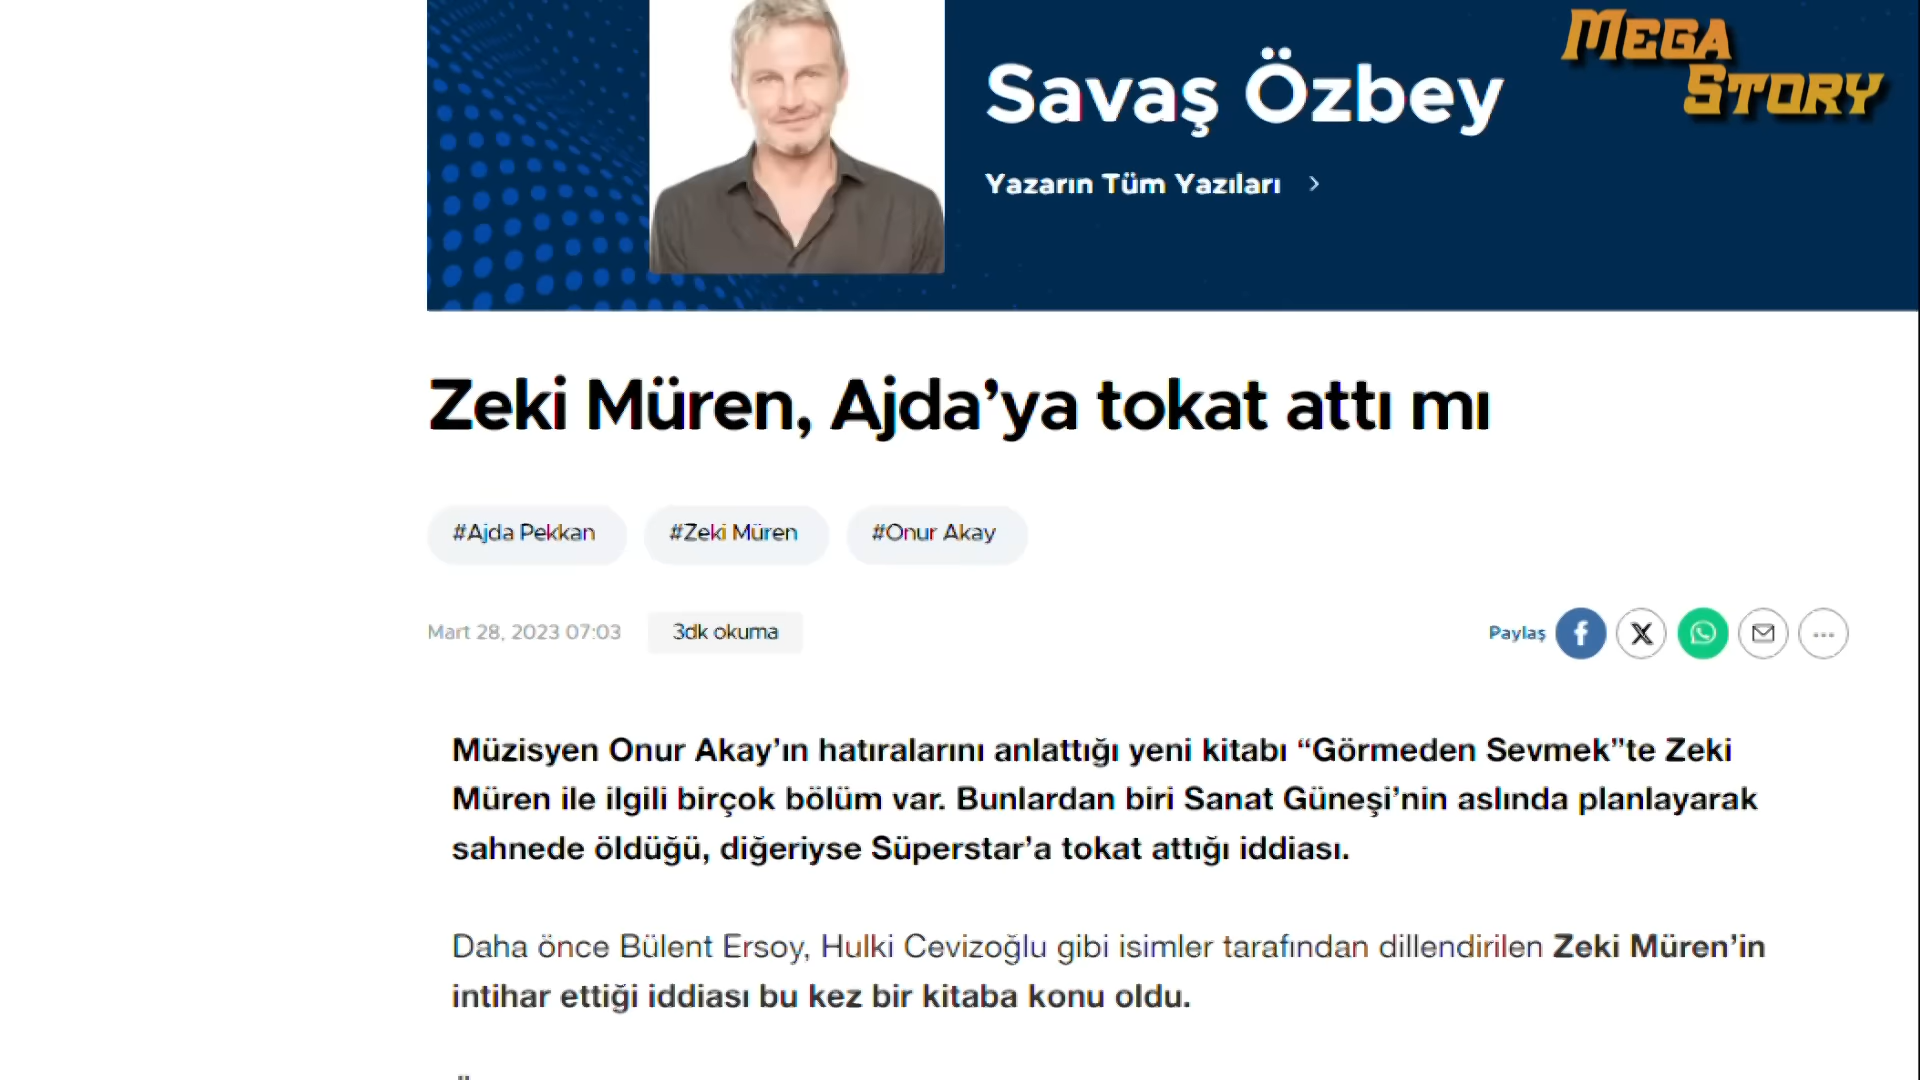 MEGA
STORY
Savaş Özbey
Yazarın Tüm Yazıları
Zeki Müren, Ajda’ya tokat attı mı
#Ajda Pekkan #Zeki Müren #Onur Akay
Mart 28, 2023 07:03 3dk okuma Paylaş
Müzisyen Onur Akay’ın hatıralarını anlattığı yeni kitabı “Görmeden Sevmek”te Zeki
Müren ile ilgili birçok bölüm var. Bunlardan biri Sanat Güneşi’nin aslında planlayarak
sahnede öldüğü, diğeriyse Süperstar’a tokat attığı iddiası.
Daha önce Bülent Ersoy, Hulki Cevizoğlu gibi isimler tarafından dillendirilen Zeki Müren’in
intihar ettiği iddiası bu kez bir kitaba konu oldu.